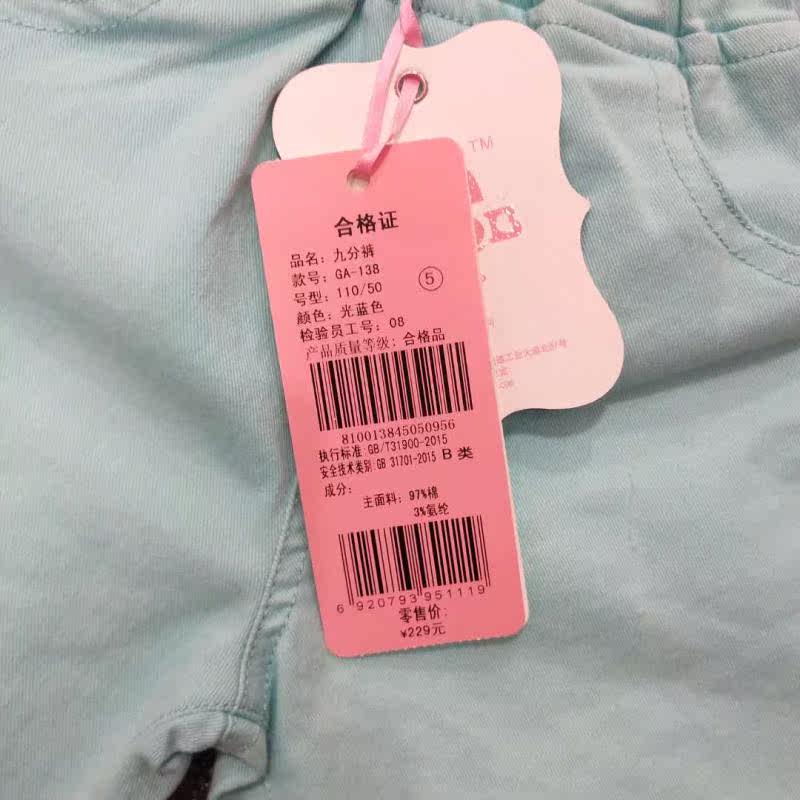 TM
合格证
品名：九分裤
款号：GA-138
⑤
号型：110/50
颜色：光蓝色
检验员工号：08
产品质量等级：合格品
810013845050956
执行标准:GB/T31900-2015
安全技术类别:GB 31701-2015 B 类
成分：
主面料：97%棉
3%氨纶
6 920793 951119
零售价：
¥229元